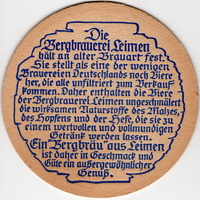 Die
Bergbrauerei Leimen
hält an alter Brauart fest.
Sie stellt als eine der wenigen
Brauereien Deutschlands noch Biere
her, die alle unfiltriert zum Verkauf
kommen. Daher enthalten die Biere
der Bergbrauerei Leimen ungeschmälert
die wirksamen Naturstoffe des Malzes,
des Hopfens und der Hefe, die sie zu
einem wertvollen und vollmundigen
Getränk werden lassen.
Ein Bergbräu aus Leimen
ist daher in Geschmack und
Güte ein außergewöhnlicher
Genuß.